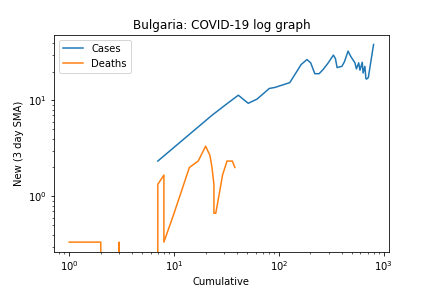 Bulgaria: COVID-19 log graph
Cases
Deaths
New (3 day SMA)
10¹
10⁰
10⁰ 10¹ 10² 10³
Cumulative